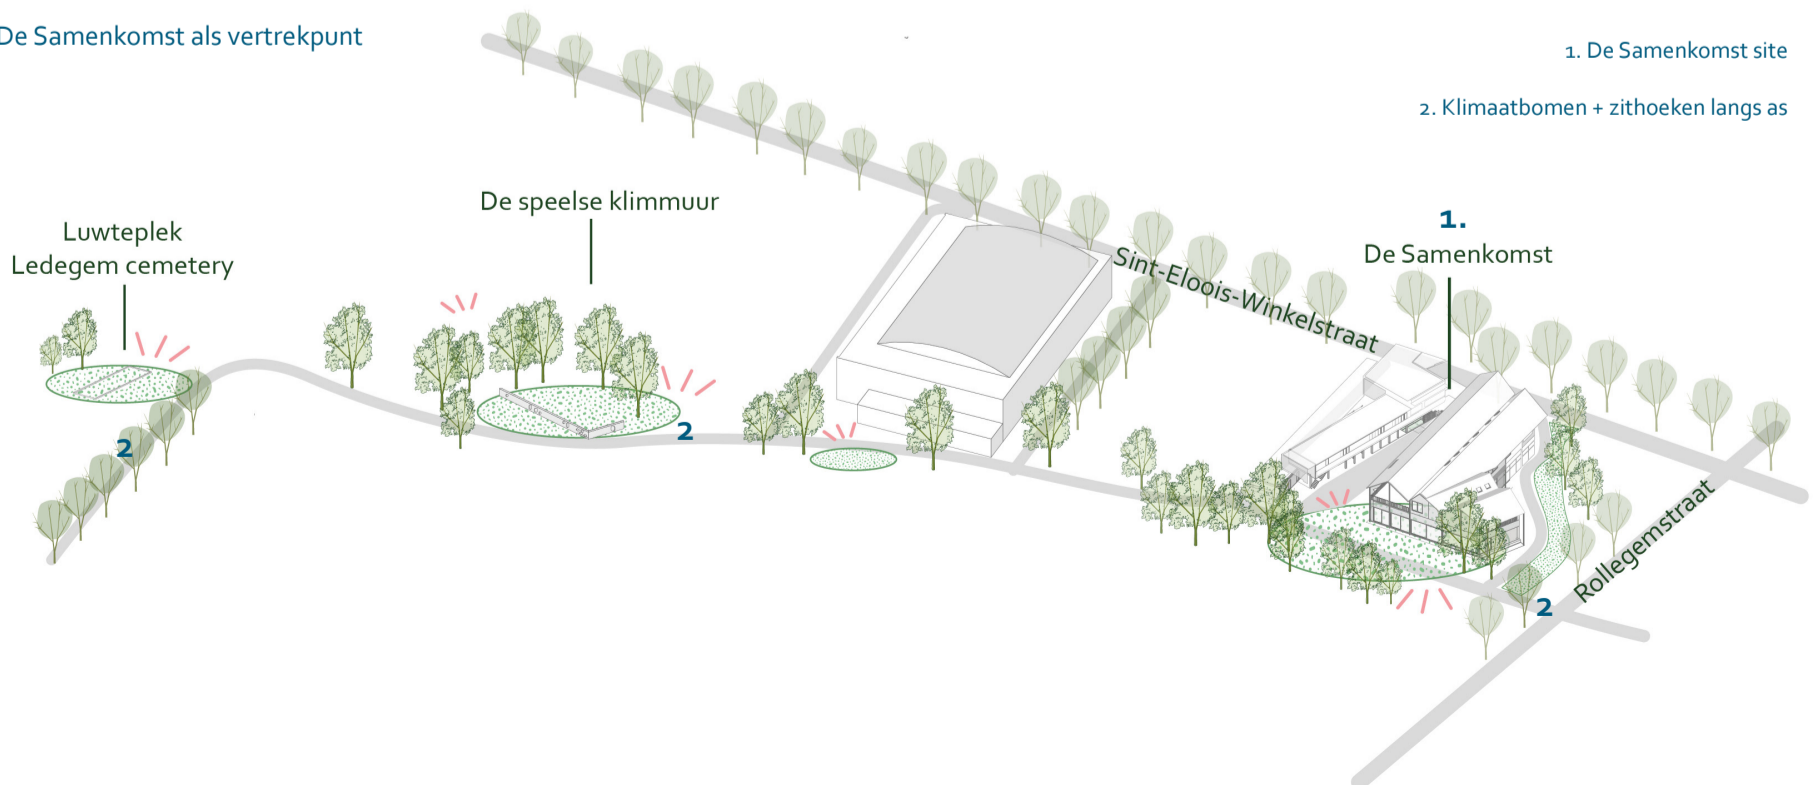 De Samenkomst als vertrekpunt
1. De Samenkomst site
2. Klimaatbomen + zithoeken langs as
De speelse klimmuur
Luwteplek
Ledegem cemetery
1.
De Samenkomst
Sint-Eloois-Winkelstraat
2
2
Rollegemstraat
2